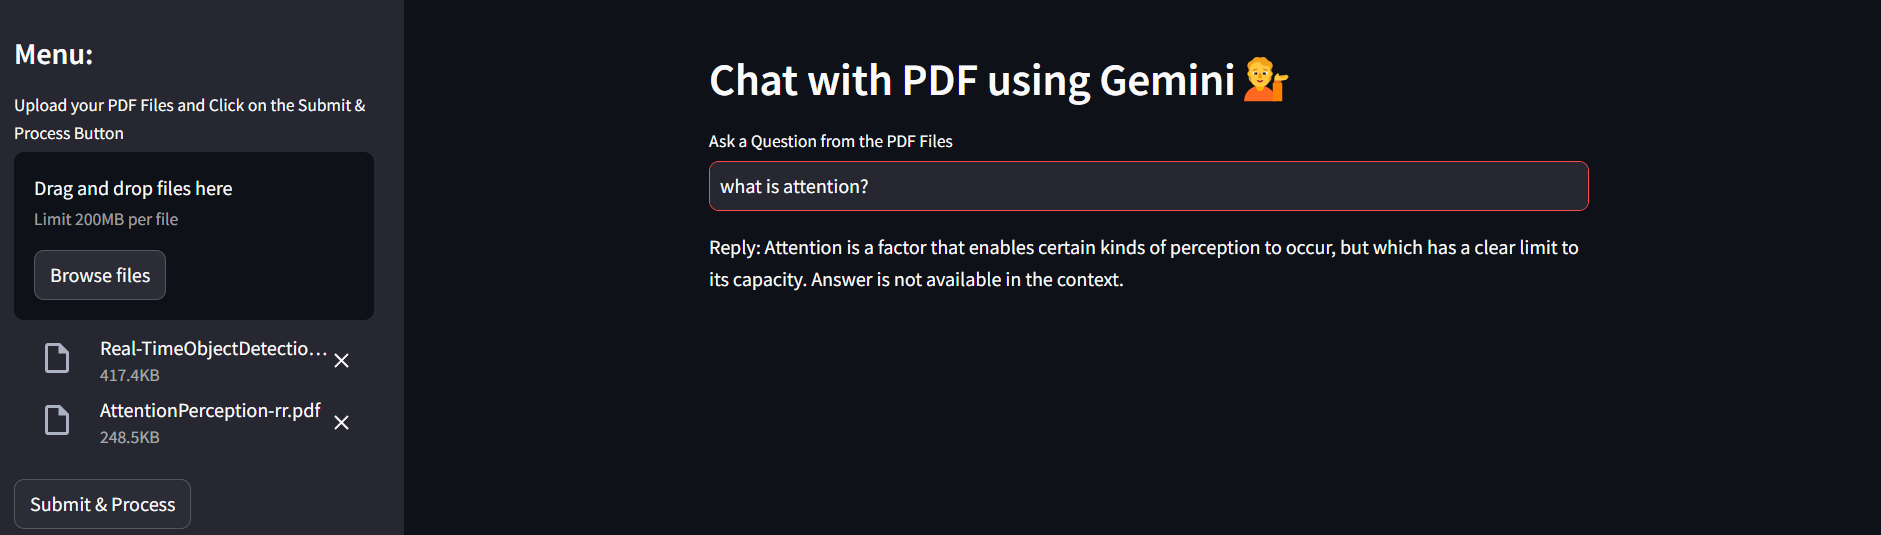 Menu:
Upload your PDF Files and Click on the Submit &
Process Button
Drag and drop files here
Limit 200MB per file
Browse files
Real-TimeObjectDetectio...
417.4KB
AttentionPerception-rr.pdf
248.5KB
Submit & Process
Chat with PDF using Gemini
Ask a Question from the PDF Files
what is attention?
Reply: Attention is a factor that enables certain kinds of perception to occur, but which has a clear limit to
its capacity. Answer is not available in the context.